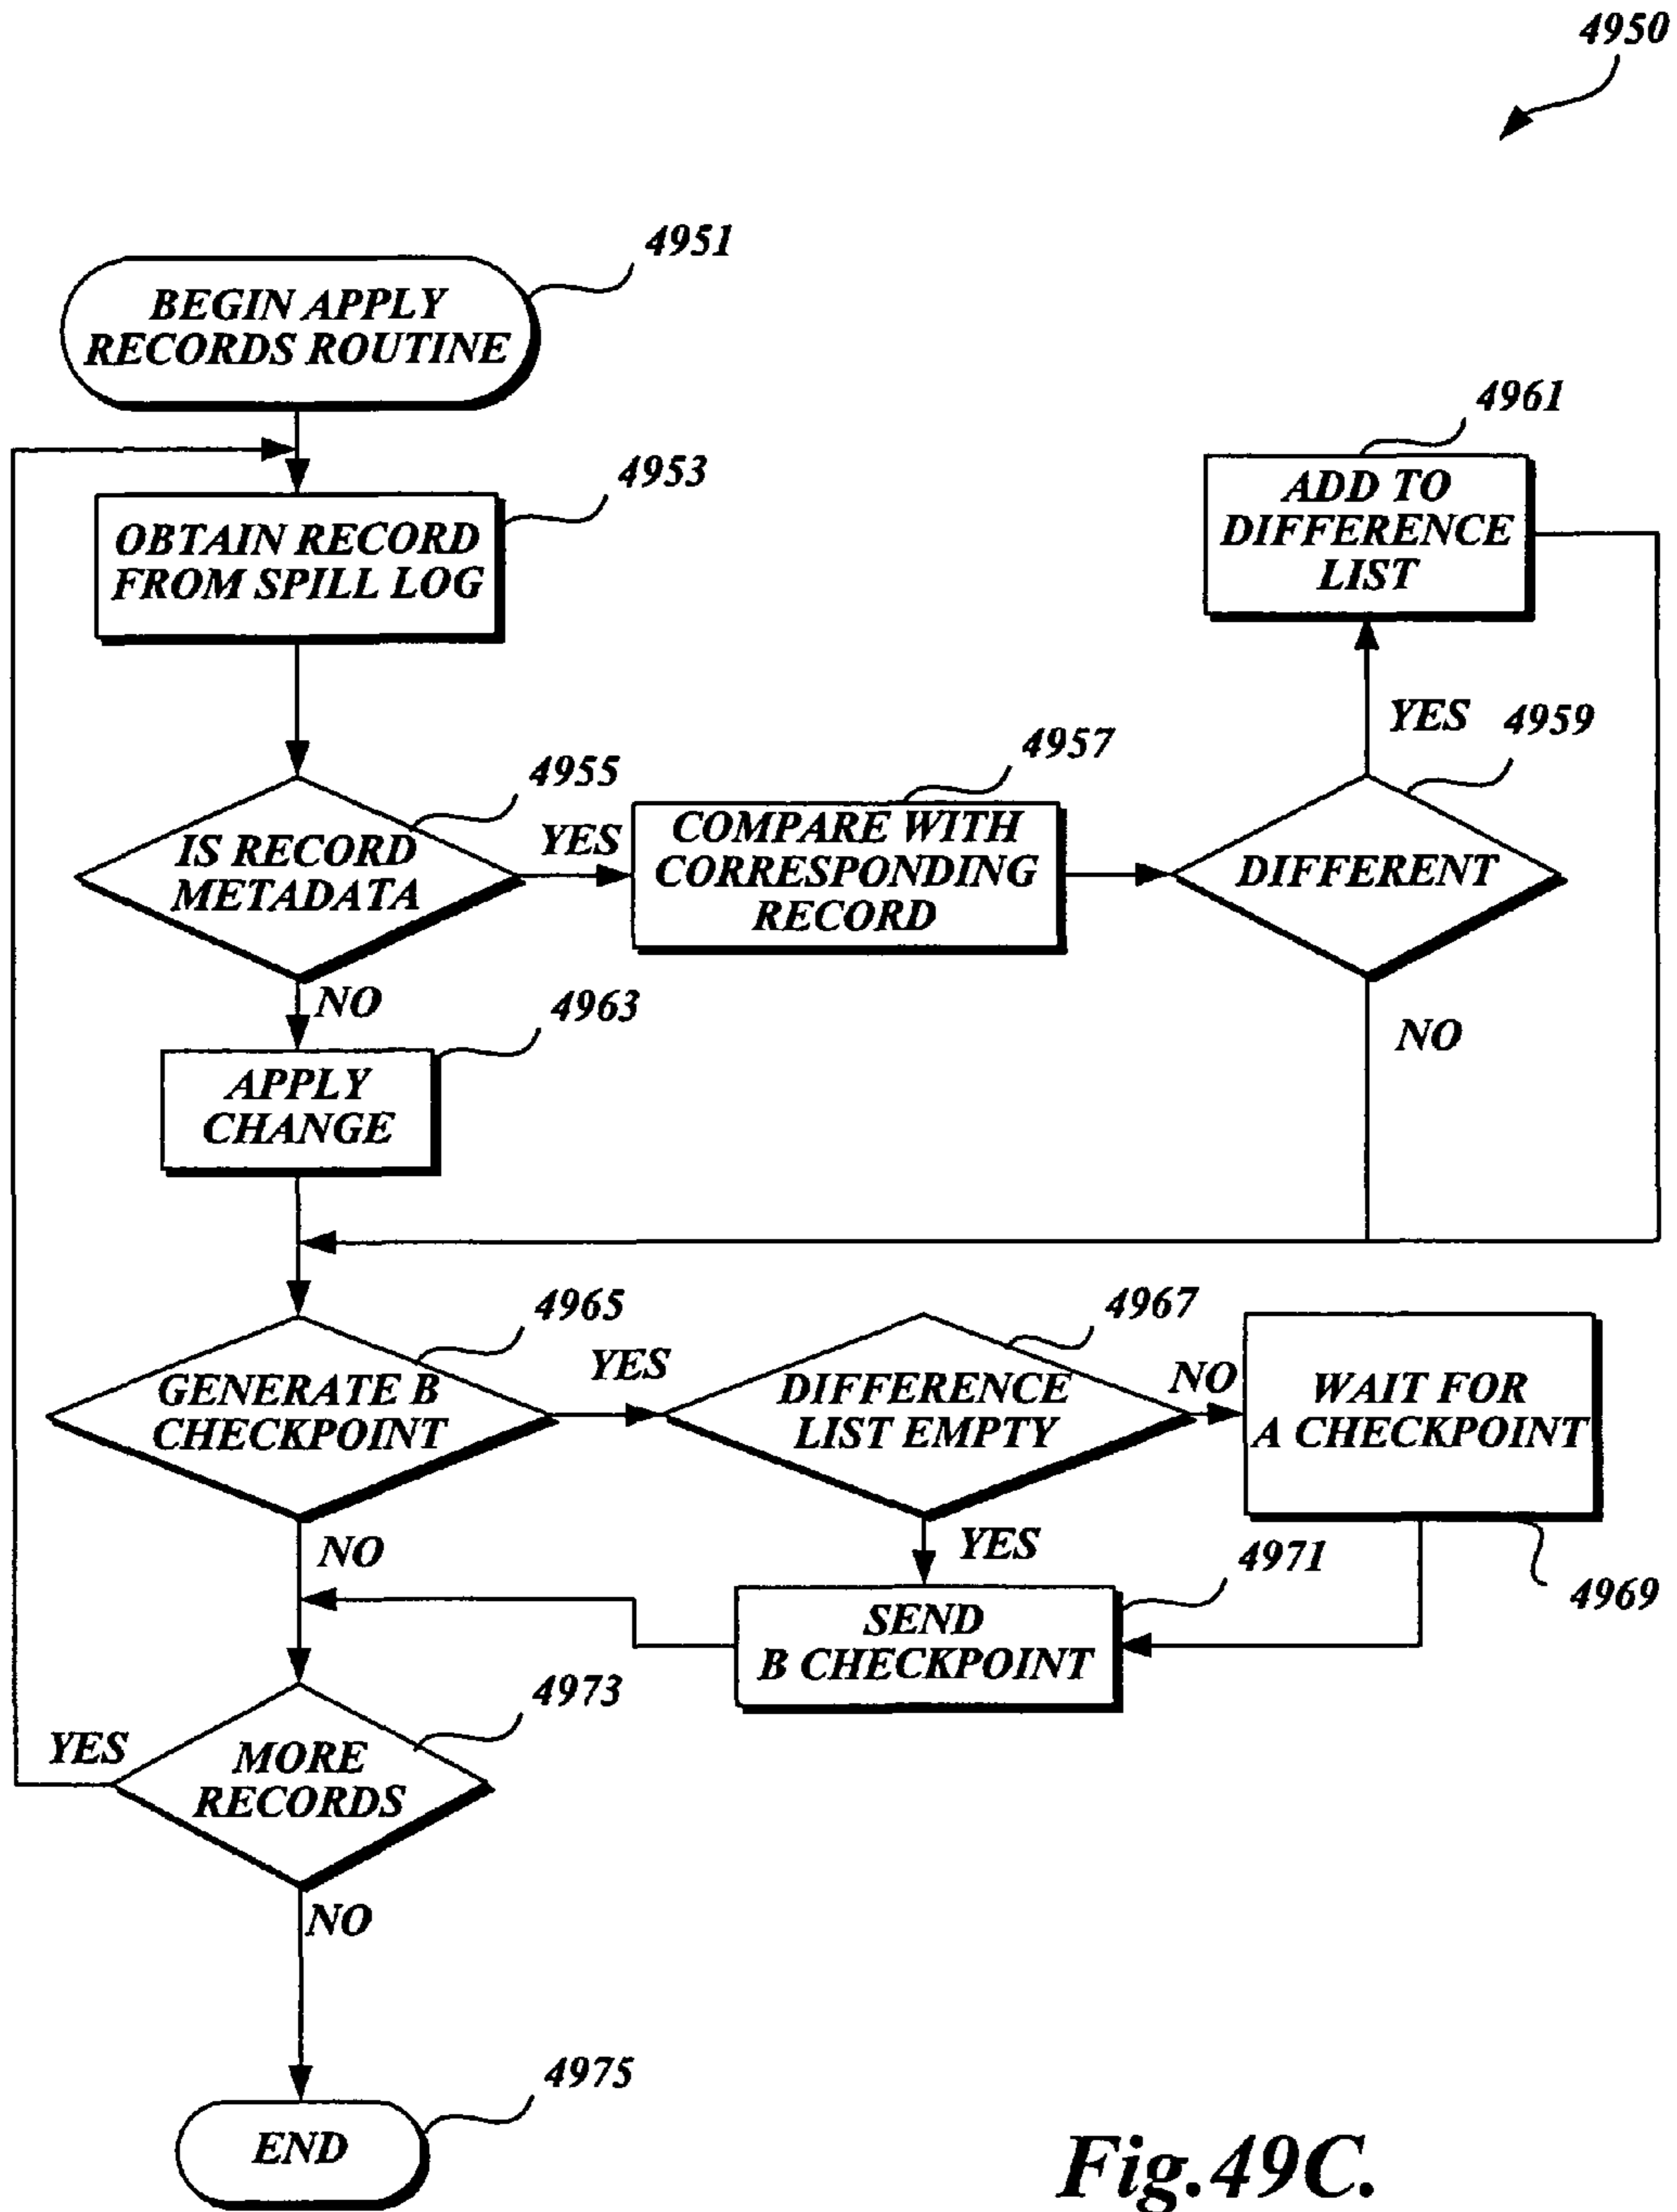 4950
4951
BEGIN APPLY
RECORDS ROUTINE
4953
OBTAIN RECORD
FROM SPILL LOG
4961
ADD TO
DIFFERENCE
LIST
YES
4959
4955
IS RECORD
METADATA
YES
4957
COMPARE WITH
CORRESPONDING
RECORD
DIFFERENT
NO
NO
4963
APPLY
CHANGE
4965
GENERATE B
CHECKPOINT
YES
4967
DIFFERENCE
LIST EMPTY
NO
WAIT FOR
A CHECKPOINT
4969
NO
YES
4971
SEND
B CHECKPOINT
4973
YES
MORE
RECORDS
NO
4975
END
Fig.49C.